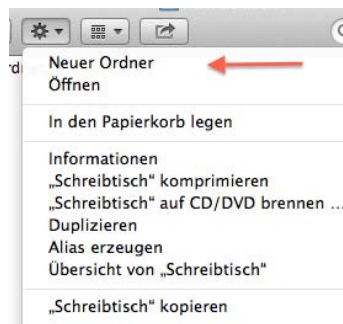 Neuer Ordner
Öffnen
In den Papierkorb legen
Informationen
„Schreibtisch“ komprimieren
„Schreibtisch“ auf CD/DVD brennen ...
Duplizieren
Alias erzeugen
Übersicht von „Schreibtisch“
„Schreibtisch“ kopieren